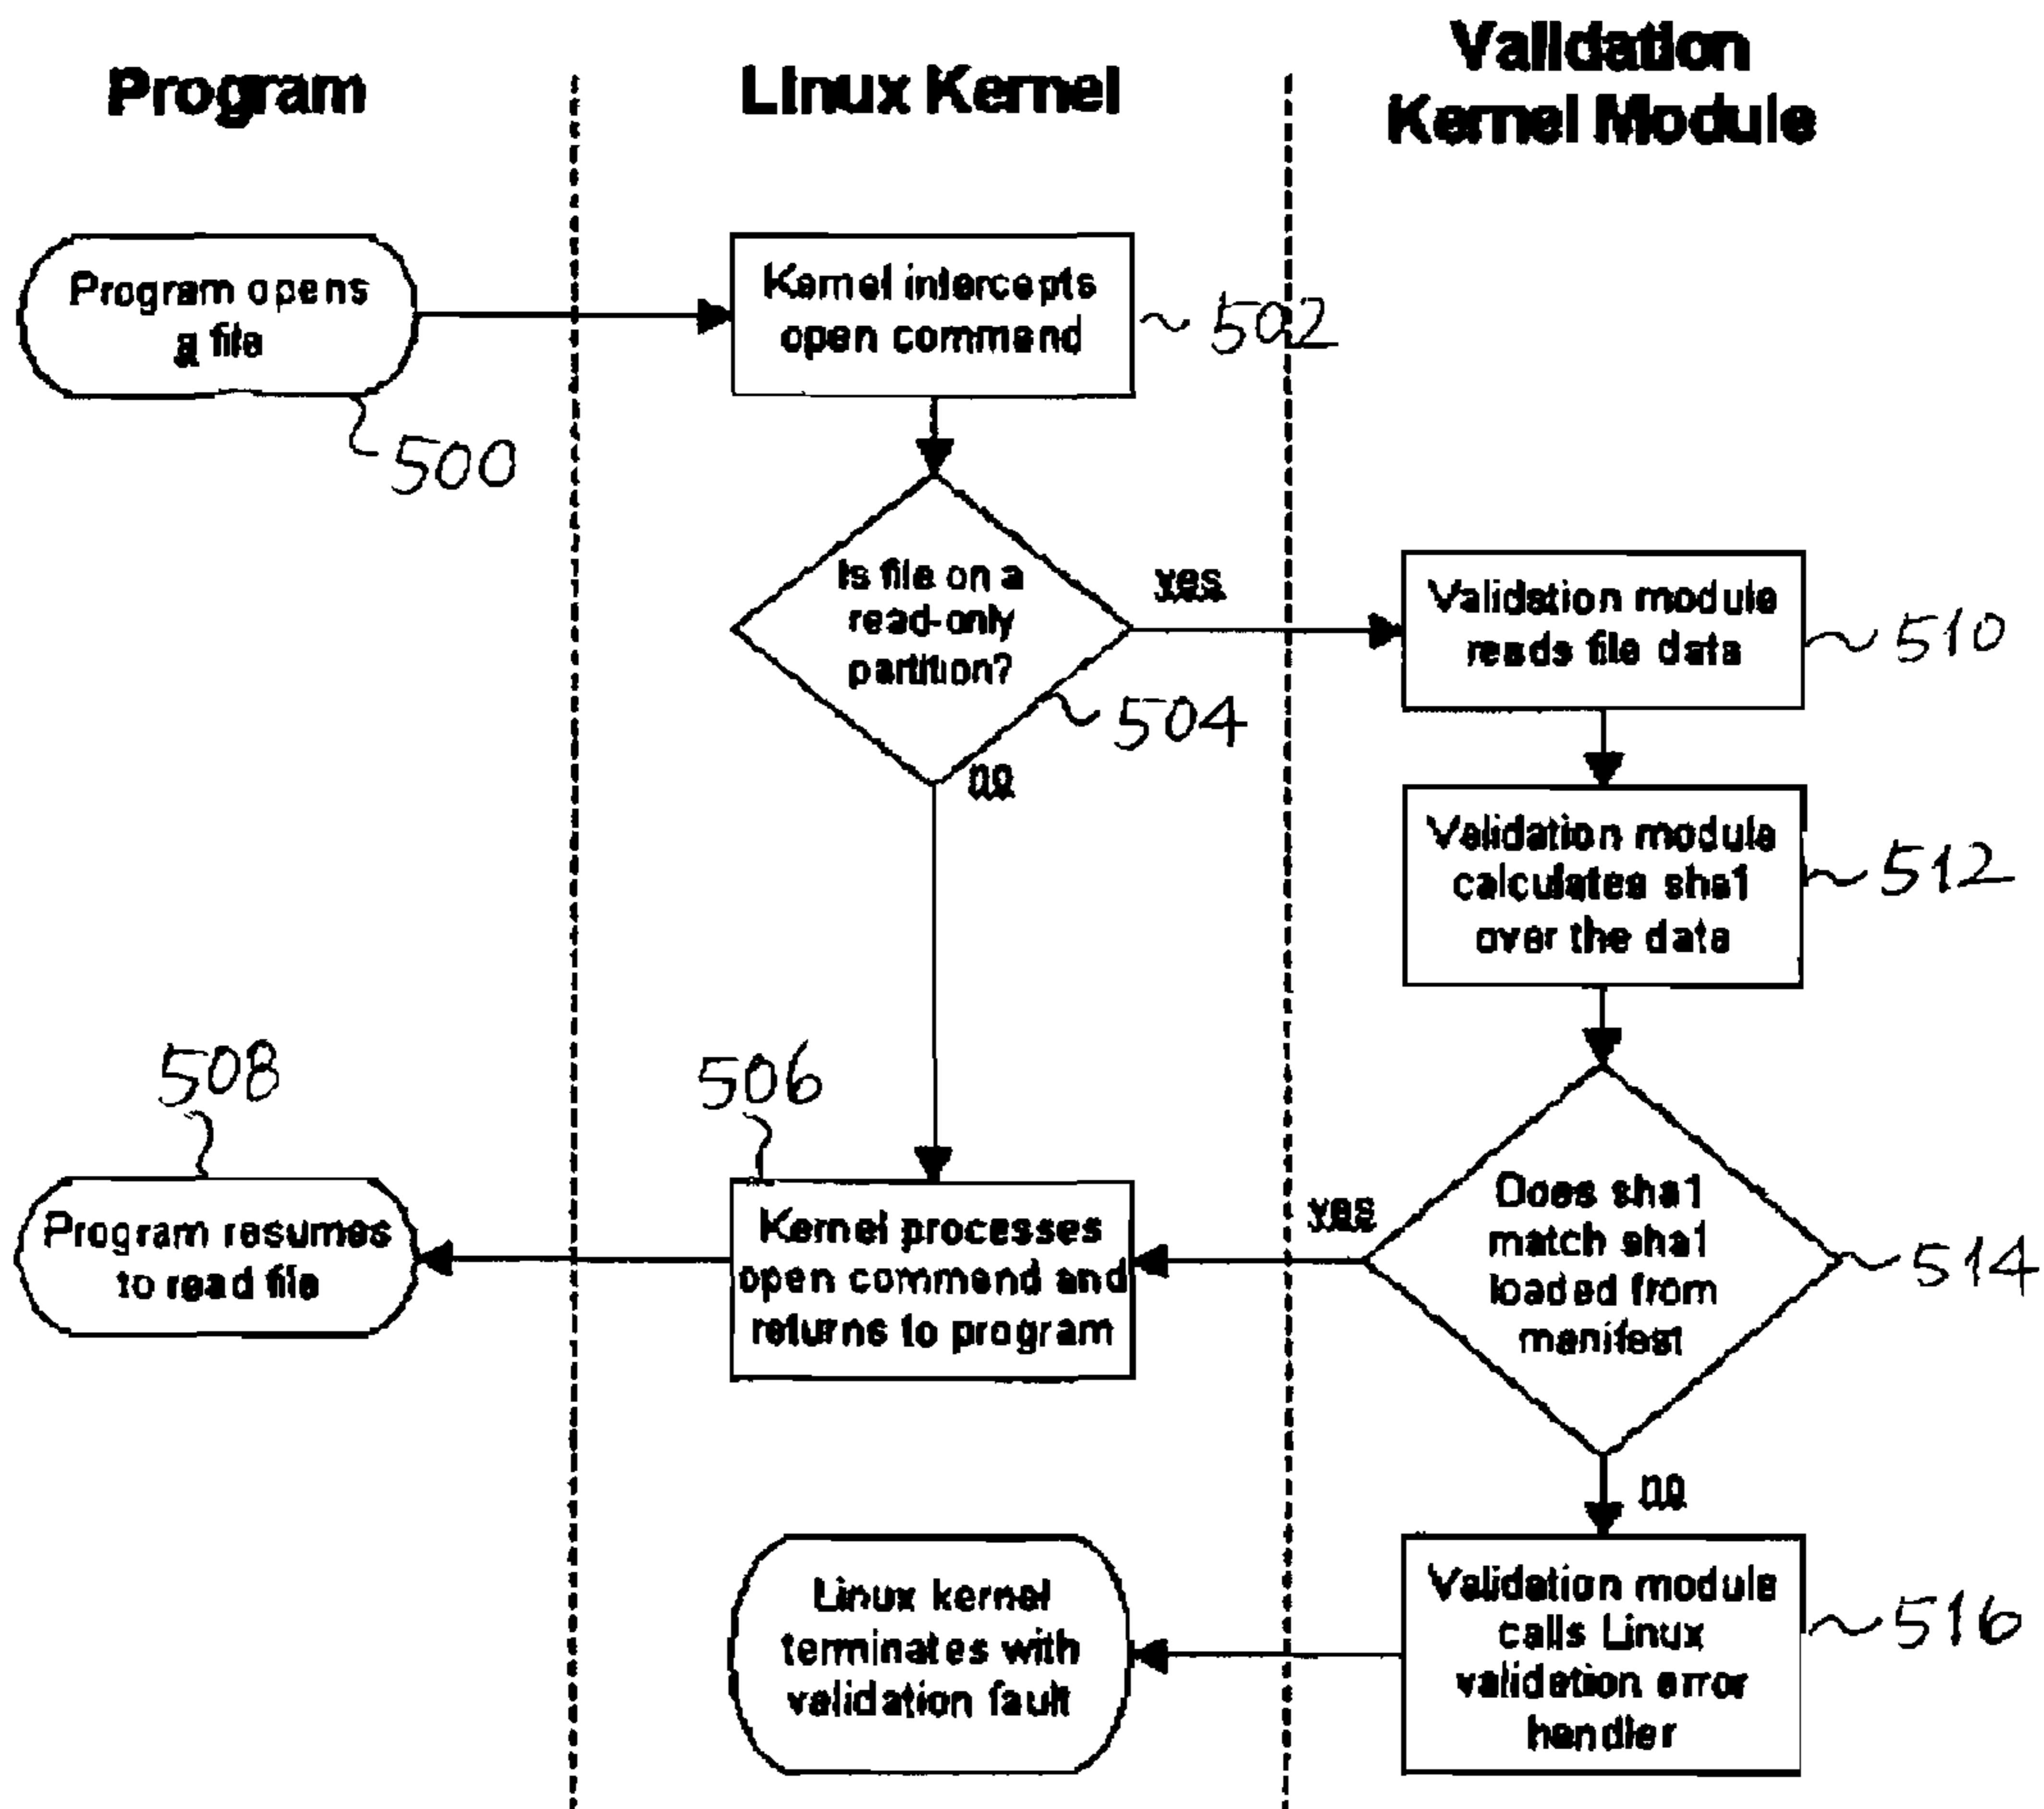 Program
Linux Kernel
Validation
Kernel Module
Program opens
a file
500
Kernel intercepts
open command
502
Is file on a
read-only
partition?
504
yes
no
Validation module
reads file data
510
Validation module
calculates sha1
over the data
512
Does sha1
match sha1
loaded from
manifest
514
yes
no
506
Kernel processes
open command and
returns to program
508
Program resumes
to read file
Validation module
calls Linux
validation error
handler
516
Linux kernel
terminates with
validation fault